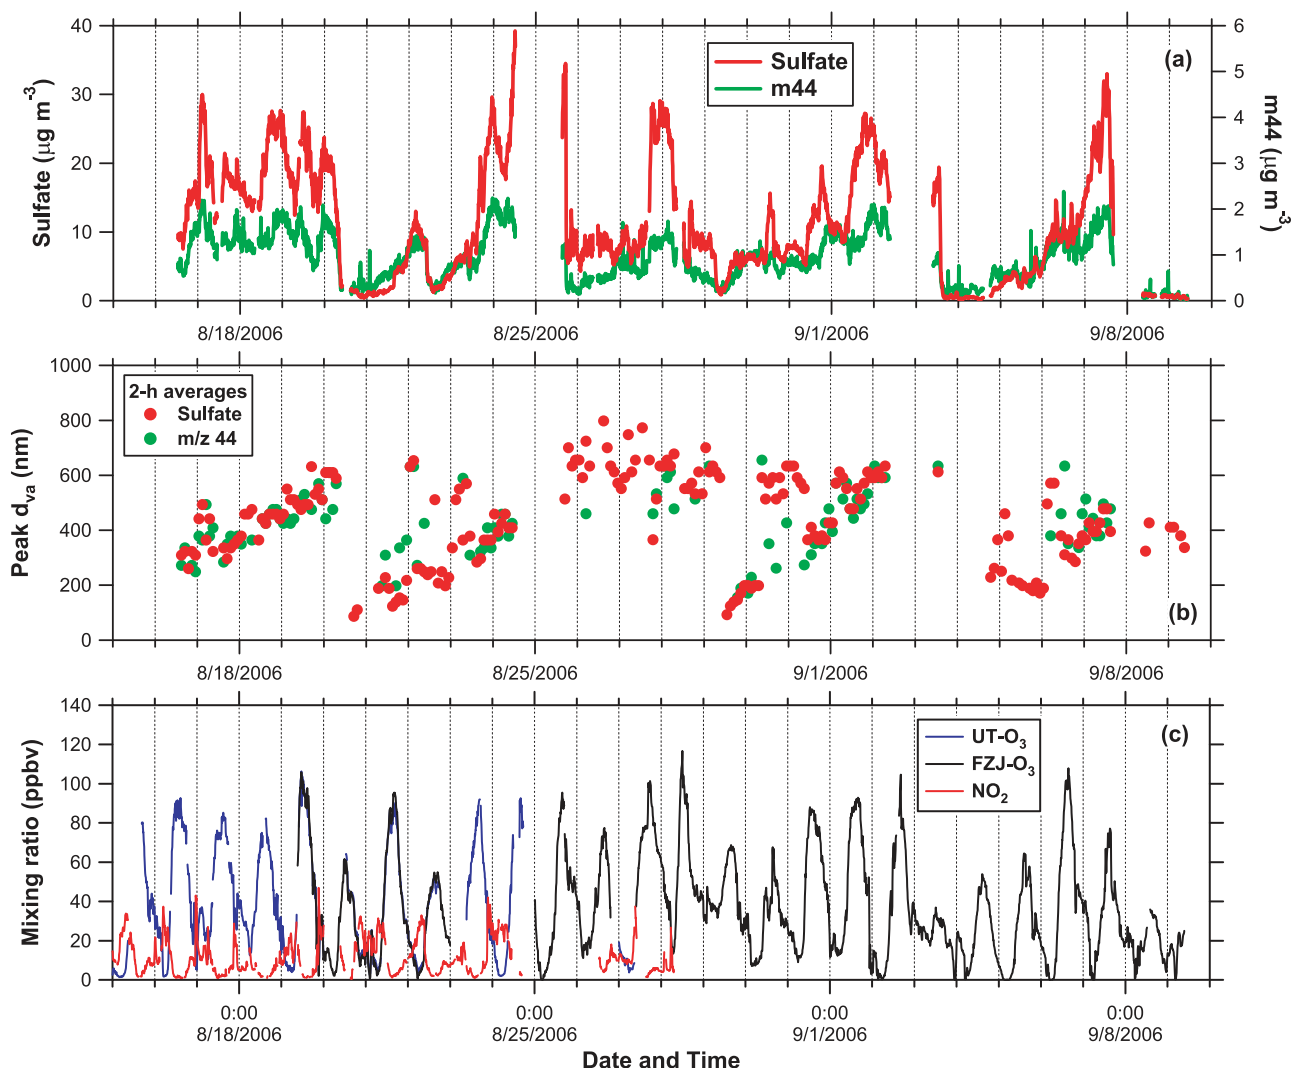 40
30
20
10
0
Sulfate (μg m⁻³)
Sulfate
m44
(a)
6
5
4
3
2
1
0
m44 (μg m⁻³)
8/18/2006
8/25/2006
9/1/2006
9/8/2006
1000
800
600
400
200
0
Peak dva (nm)
2-h averages
Sulfate
m/z 44
(b)
8/18/2006
8/25/2006
9/1/2006
9/8/2006
140
120
100
80
60
40
20
0
Mixing ratio (ppbv)
UT-O₃
FZJ-O₃
NO₂
(c)
0:00
8/18/2006
0:00
8/25/2006
0:00
9/1/2006
0:00
9/8/2006
Date and Time